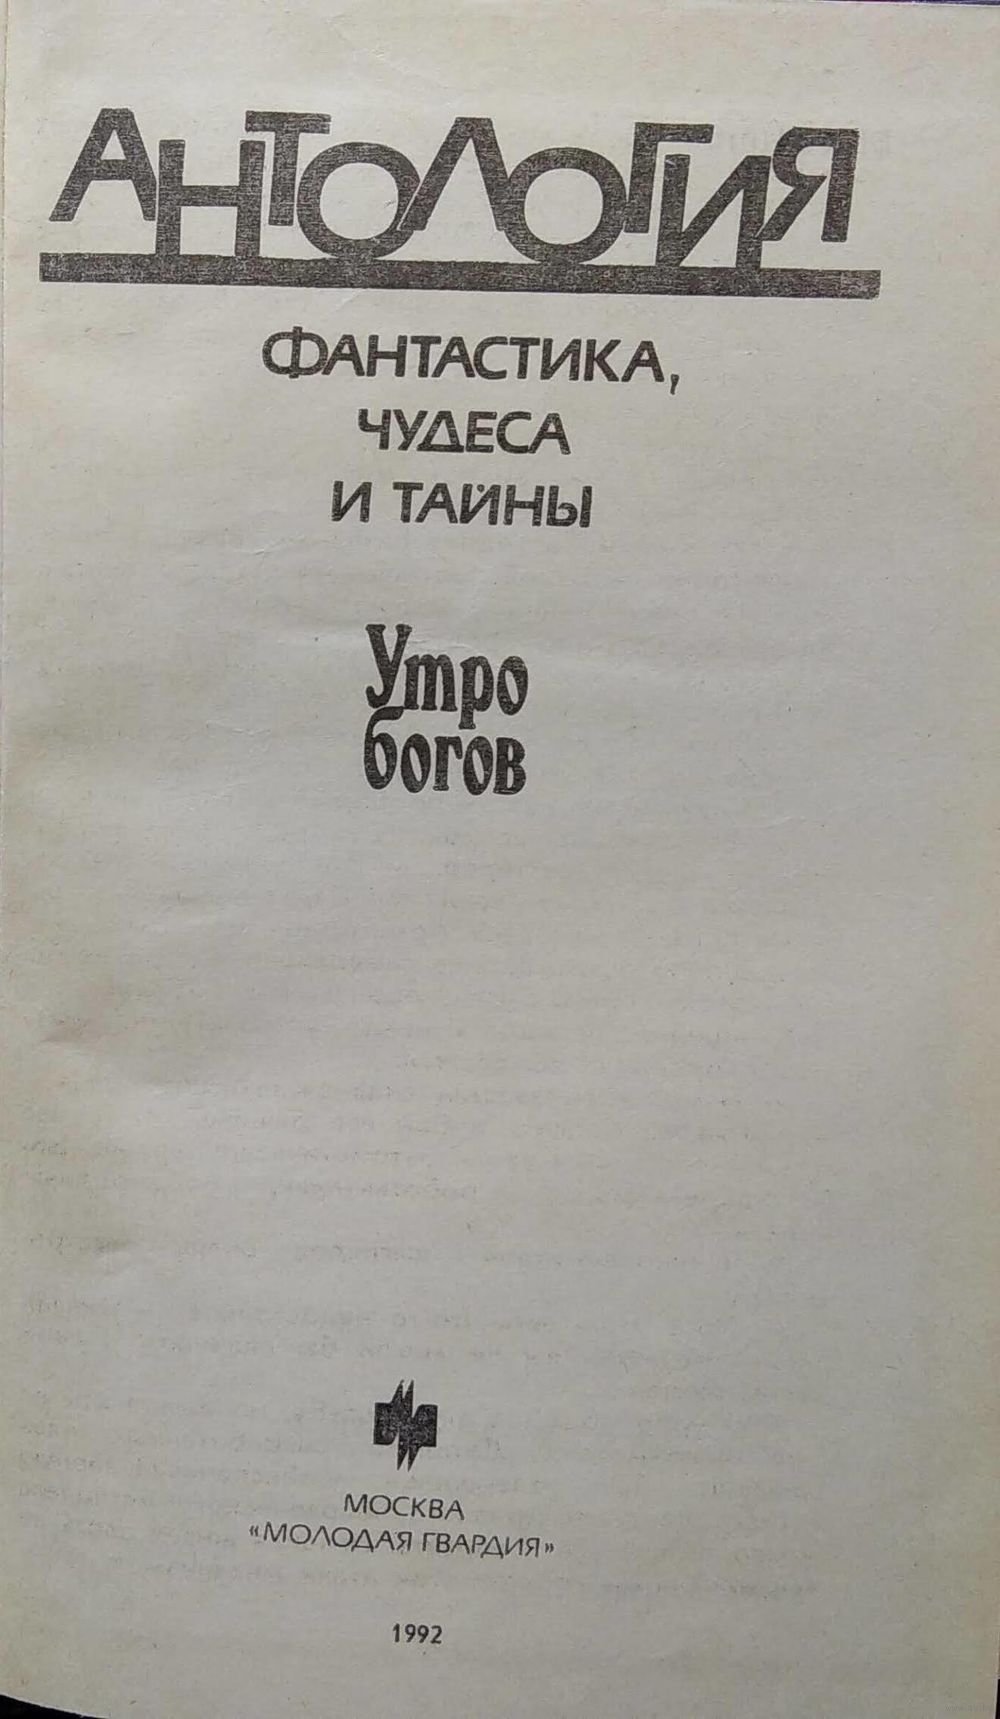 АНТОЛОГИЯ
ФАНТАСТИКА,
ЧУДЕСА
И ТАЙНЫ
Утро
богов
МОСКВА
«МОЛОДАЯ ГВАРДИЯ»
1992